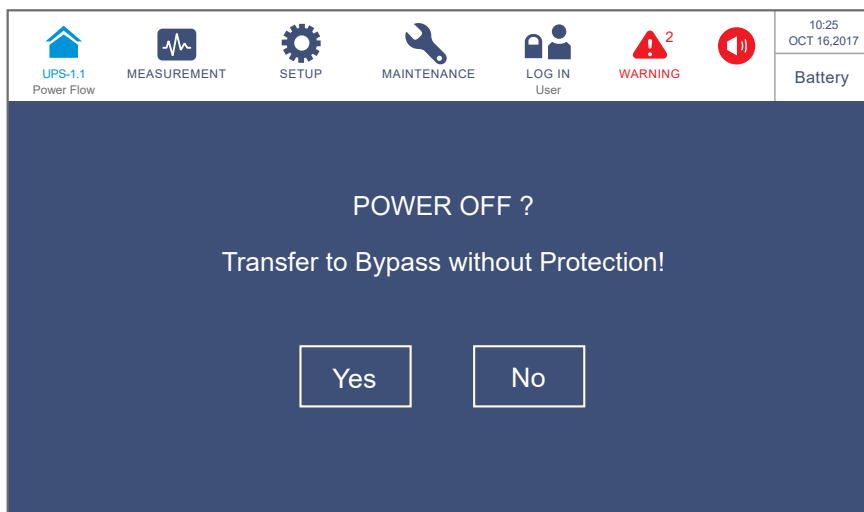 UPS-1.1
Power Flow
MEASUREMENT
SETUP
MAINTENANCE
LOG IN
User
2
WARNING
10:25
OCT 16,2017
Battery
POWER OFF ?
Transfer to Bypass without Protection!
Yes
No